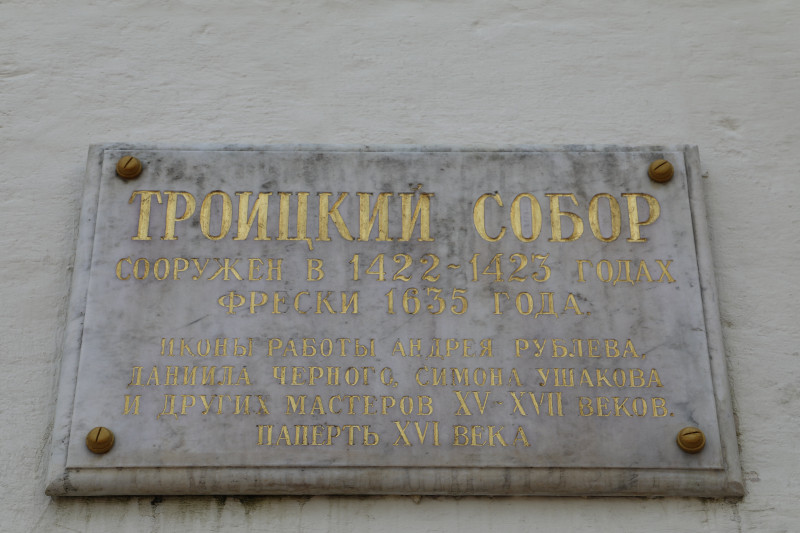 ТРОИЦКИЙ СОБОР
СООРУЖЕН В 1422-1423 ГОДАХ
ФРЕСКИ 1635 ГОДА.
ИКОНЫ РАБОТЫ АНДРЕЯ РУБЛЕВА,
ДАНИИЛА ЧЕРНОГО, СИМОНА УШАКОВА
И ДРУГИХ МАСТЕРОВ XV-XVII ВЕКОВ.
ПАПЕРТЬ XVI ВЕКА